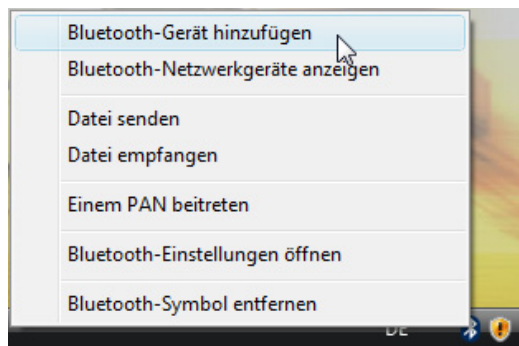 Bluetooth-Gerät hinzufügen
Bluetooth-Netzwerkgeräte anzeigen
Datei senden
Datei empfangen
Einem PAN beitreten
Bluetooth-Einstellungen öffnen
Bluetooth-Symbol entfernen
DE